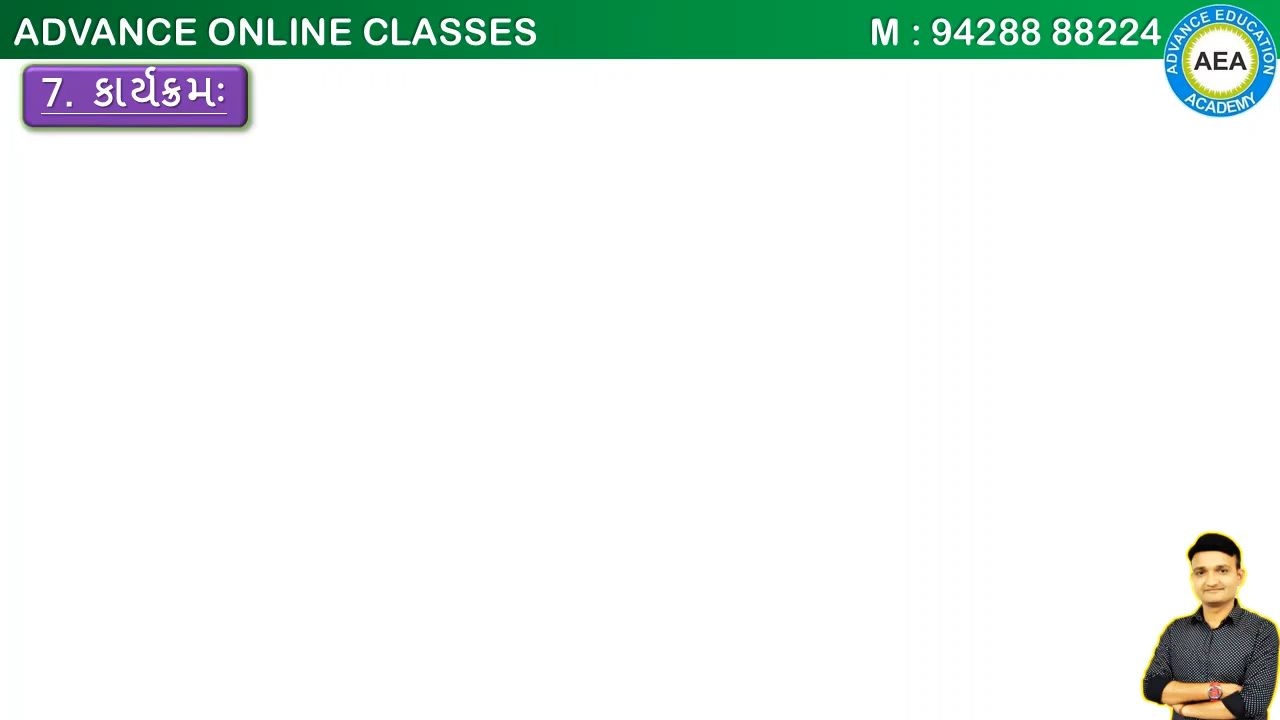 ADVANCE ONLINE CLASSES
M : 94288 88224
ADVANCE EDUCATION
AEA
ACADEMY
7. કાર્યક્રમઃ